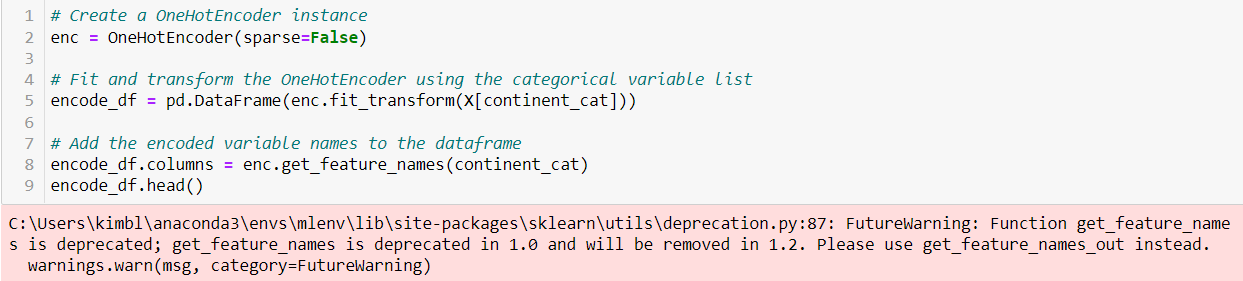 1 # Create a OneHotEncoder instance
2 enc = OneHotEncoder(sparse=False)
3
4 # Fit and transform the OneHotEncoder using the categorical variable list
5 encode_df = pd.DataFrame(enc.fit_transform(X[continent_cat]))
6
7 # Add the encoded variable names to the dataframe
8 encode_df.columns = enc.get_feature_names(continent_cat)
9 encode_df.head()
C:\Users\kimbl\anaconda3\envs\mlenv\lib\site-packages\sklearn\utils\deprecation.py:87: FutureWarning: Function get_feature_name
s is deprecated; get_feature_names is deprecated in 1.0 and will be removed in 1.2. Please use get_feature_names_out instead.
  warnings.warn(msg, category=FutureWarning)